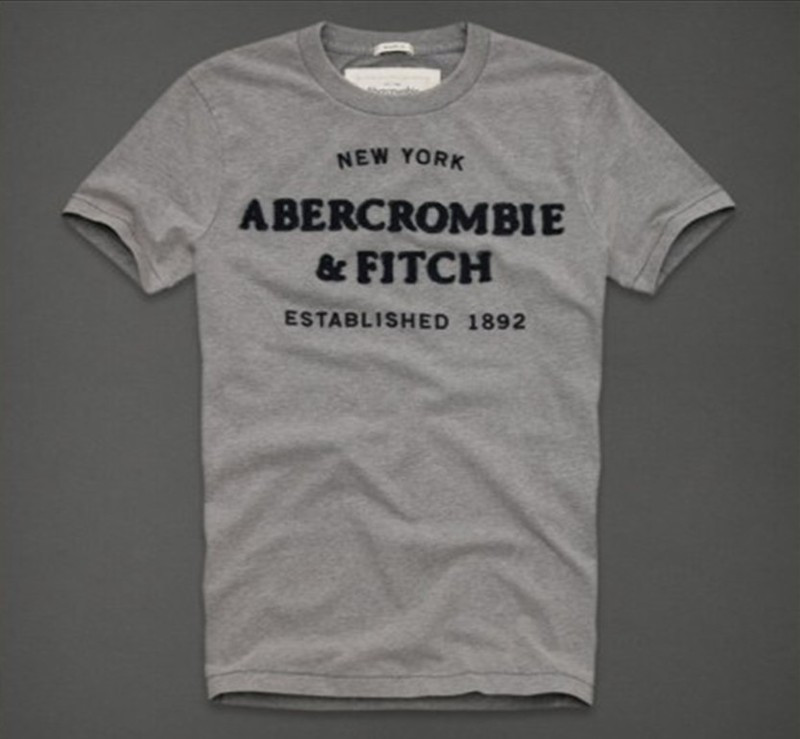 NEW YORK
ABERCROMBIE
& FITCH
ESTABLISHED 1892